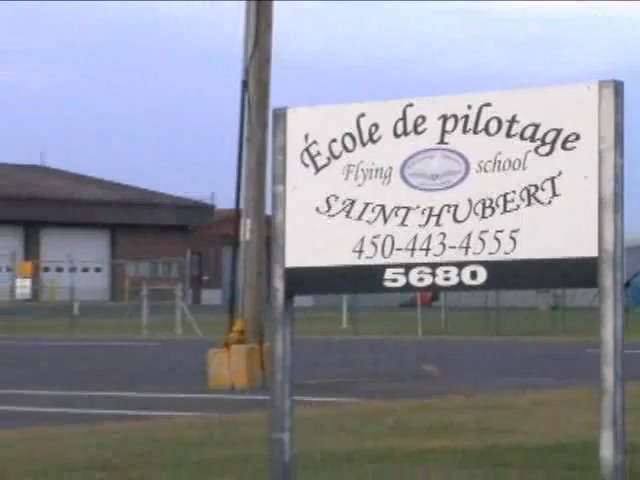 École de pilotage
Flying school
SAINT HUBERT
450-443-4555
5680